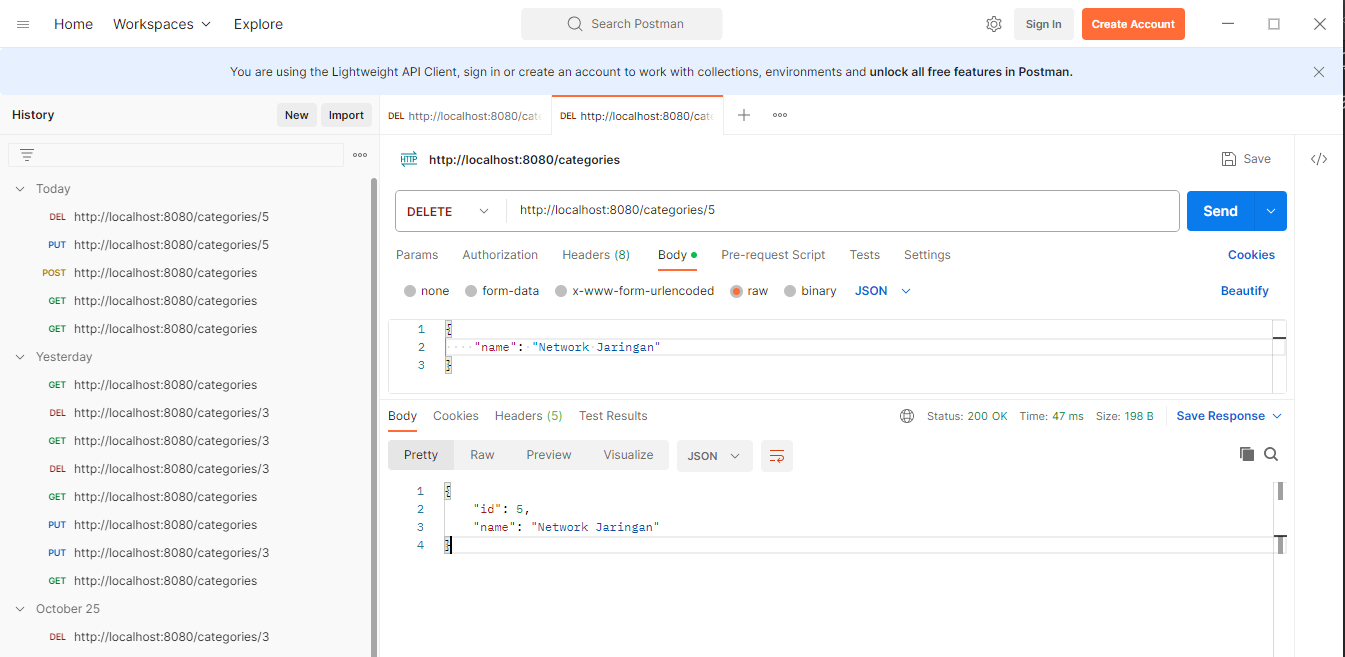 Home Workspaces Explore Search Postman Sign In Create Account
You are using the Lightweight API Client, sign in or create an account to work with collections, environments and unlock all free features in Postman.
History New Import
Today
DEL http://localhost:8080/categories/5
PUT http://localhost:8080/categories/5
POST http://localhost:8080/categories
GET http://localhost:8080/categories
GET http://localhost:8080/categories
Yesterday
GET http://localhost:8080/categories
DEL http://localhost:8080/categories/3
GET http://localhost:8080/categories/3
DEL http://localhost:8080/categories/3
GET http://localhost:8080/categories
PUT http://localhost:8080/categories
PUT http://localhost:8080/categories/3
GET http://localhost:8080/categories
October 25
DEL http://localhost:8080/categories/3
DEL http://localhost:8080/cate DEL http://localhost:8080/cate
HTTP http://localhost:8080/categories Save </>
DELETE http://localhost:8080/categories/5 Send
Params Authorization Headers (8) Body Pre-request Script Tests Settings Cookies
none form-data x-www-form-urlencoded raw binary JSON Beautify
1 {
2 "name": "Network Jaringan"
3 }
Body Cookies Headers (5) Test Results Status: 200 OK Time: 47 ms Size: 198 B Save Response
Pretty Raw Preview Visualize JSON
1 {
2 "id": 5,
3 "name": "Network Jaringan"
4 }